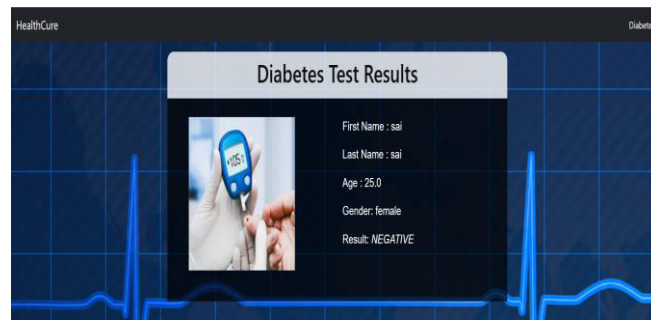 HealthCure
Diabetes Test Results
First Name : sai
Last Name : sai
Age : 25.0
Gender: female
Result: NEGATIVE